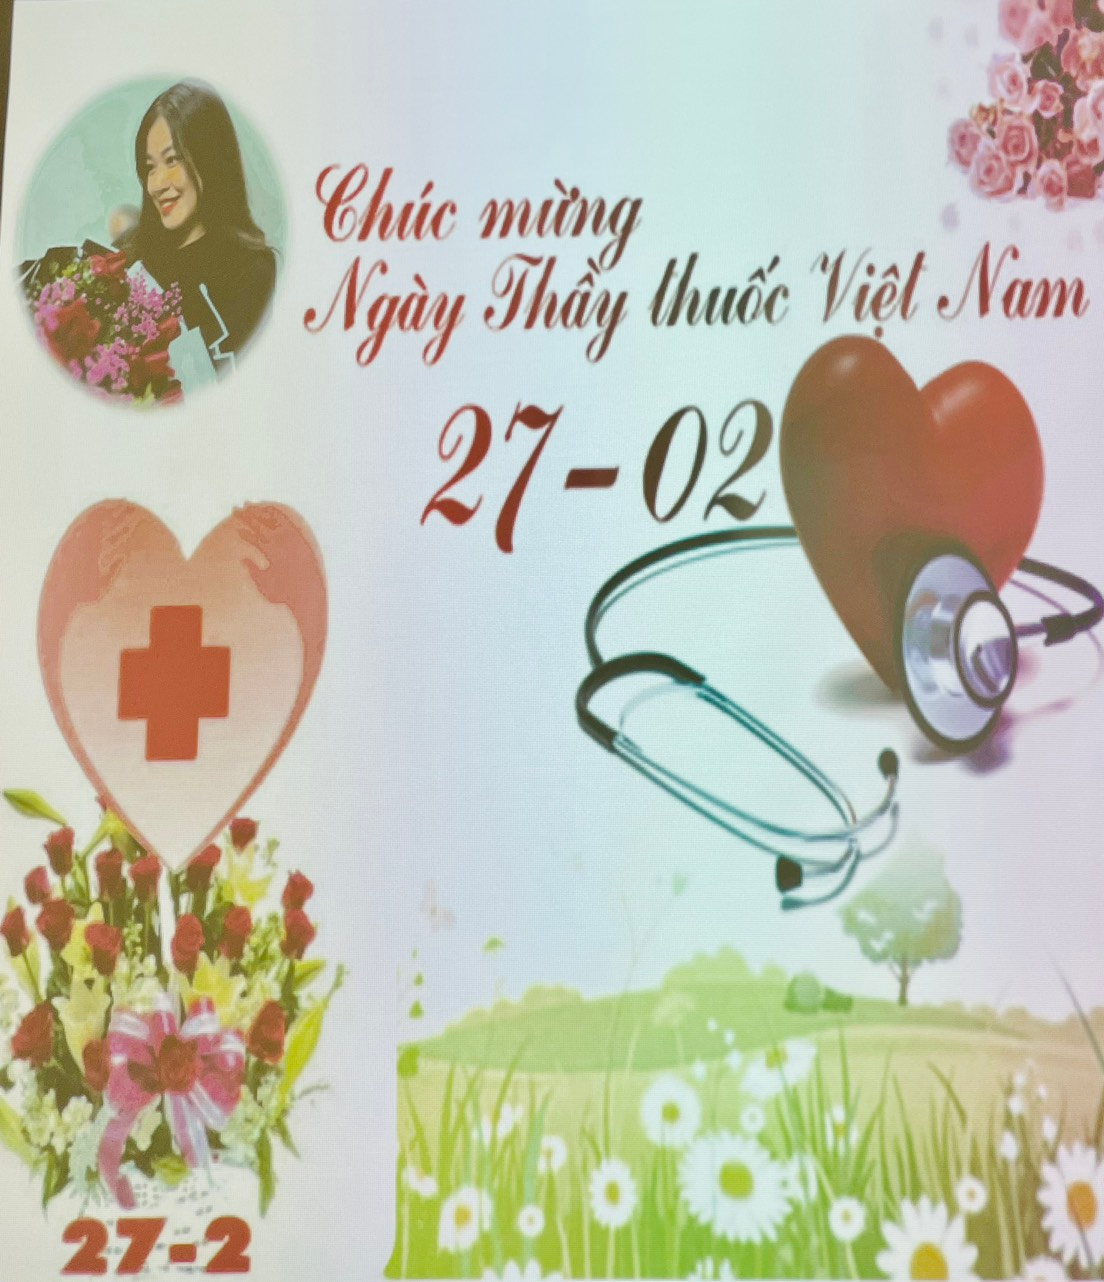 Chúc mừng
Ngày Thầy thuốc Việt Nam
27-02
27-2